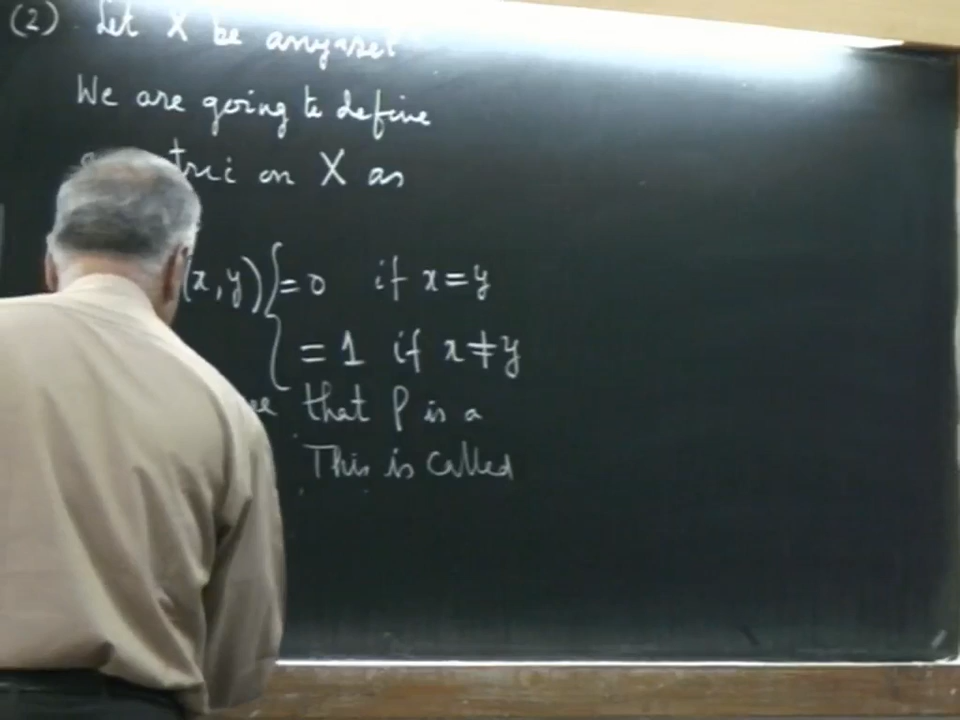 (2) Let X be any set
We are going to define
on X as
(x, y) { = 0 if x = y
= 1 if x ≠ y
that ρ is a
This is called